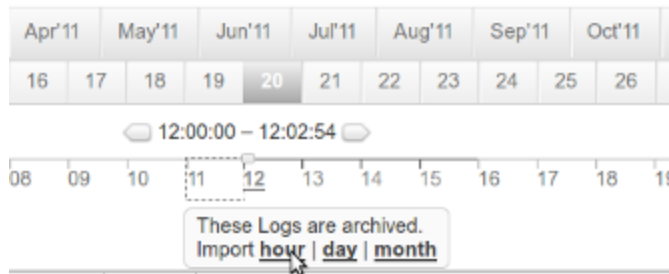 Apr'11 May'11 Jun'11 Jul'11 Aug'11 Sep'11 Oct'11
16 17 18 19 20 21 22 23 24 25 26
12:00:00 – 12:02:54
08 09 10 11 12 13 14 15 16 17 18
These Logs are archived.
Import hour | day | month